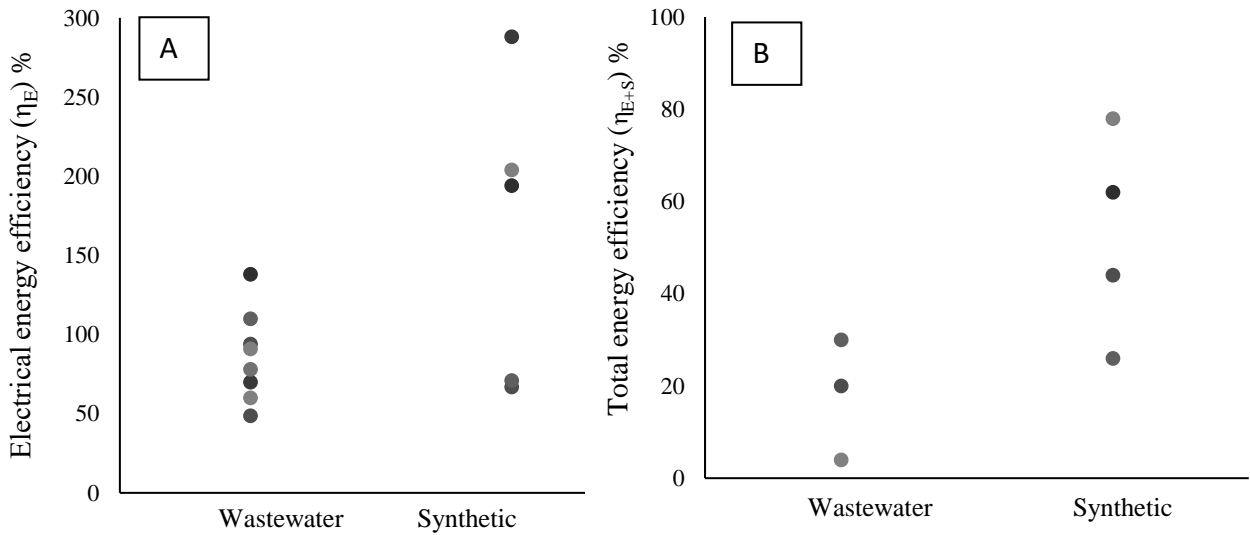 A
Electrical energy efficiency (ηE) %
300
250
200
150
100
50
0
Wastewater Synthetic
B
Total energy efficiency (ηE+S) %
100
80
60
40
20
0
Wastewater Synthetic